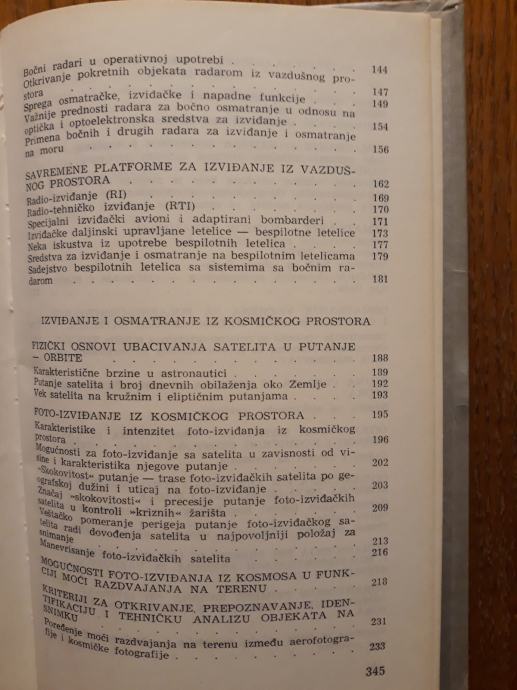 Bočni radari u operativnoj upotrebi . . . . . . . 144
Otkrivanje pokretnih objekata radarom iz vazdušnog pro-
stora . . . . . . . . . . . . 147
Sprega osmatračke, izviđačke i napadne funkcije . . . 149
Važnije prednosti radara za bočno osmatranje u odnosu na
optička i optoelektronska sredstva za izviđanje . . . . 154
Primena bočnih i drugih radara za izviđanje i osmatranje
na moru . . . . . . . . . . . 156
SAVREMENE PLATFORME ZA IZVIĐANJE IZ VAZDUŠ-
NOG PROSTORA . . . . . . . . . . 162
Radio-izviđanje (RI) . . . . . . . . . . 169
Radio-tehničko izviđanje (RTI) . . . . . . . 170
Specijalni izviđački avioni i adaptirani bombarderi . . 171
Izviđačke daljinski upravljane letelice — bespilotne letelice 173
Neka iskustva iz upotrebe bespilotnih letelica . . . . 177
Sredstva za izviđanje i osmatranje na bespilotnim letelicama 179
Sadejstvo bespilotnih letelica sa sistemima sa bočnim ra-
darom . . . . . . . . . . . . 181
IZVIĐANJE I OSMATRANJE IZ KOSMIČKOG PROSTORA
FIZIČKI OSNOVI UBACIVANJA SATELITA U PUTANJE
– ORBITE . . . . . . . . . . . 188
Karakteristične brzine u astronautici . . . . . . 189
Putanje satelita i broj dnevnih obilaženja oko Zemlje . . 192
Vek satelita na kružnim i eliptičnim putanjama . . . 193
FOTO-IZVIĐANJE IZ KOSMIČKOG PROSTORA . . . 195
Karakteristike i intenzitet foto-izviđanja iz kosmičkog
prostora . . . . . . . . . . . 196
Mogućnosti za foto-izviđanje sa satelita u zavisnosti od vi-
sine i karakteristika njegove putanje . . . . . . 202
»Skokovitost« putanje — trase foto-izviđačkih satelita po ge-
ografskoj dužini i uticaj na foto-izviđanje . . . . 203
Značaj »skokovitosti« i precesije putanje foto-izviđačkih
satelita u kontroli »kriznih« žarišta . . . . . . 209
Veštačko pomeranje perigeja putanje foto-izviđačkog sa-
telita radi dovođenja satelita u najpovoljniji položaj za
snimanje . . . . . . . . . . . 213
Manevrisanje foto-izviđačkih satelita . . . . . . 216
MOGUĆNOSTI FOTO-IZVIĐANJA IZ KOSMOSA U FUNK-
CIJI MOĆI RAZDVAJANJA NA TERENU . . . . 218
KRITERIJI ZA OTKRIVANJE, PREPOZNAVANJE, IDEN-
TIFIKACIJU I TEHNIČKU ANALIZU OBJEKATA NA
SNIMKU . . . . . . . . . . . 231
Poređenje moći razdvajanja na terenu između aerofotogra-
fije i kosmičke fotografije . . . . . . . . 233
345